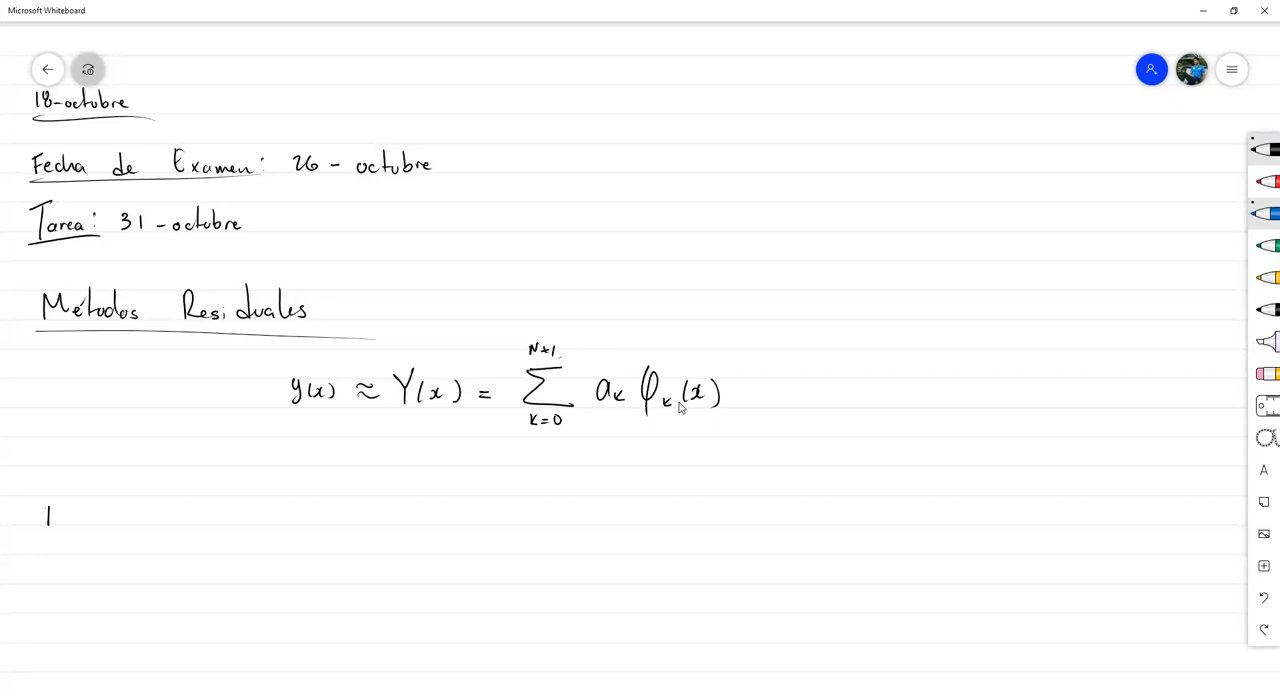 Microsoft Whiteboard
18-octubre
Fecha de Examen: 26 - octubre
Tarea: 31 - octubre
Métodos Residuales
y(x) ≈ Y(x) = ∑_{k=0}^{N+1} a_k φ_k(x)
A